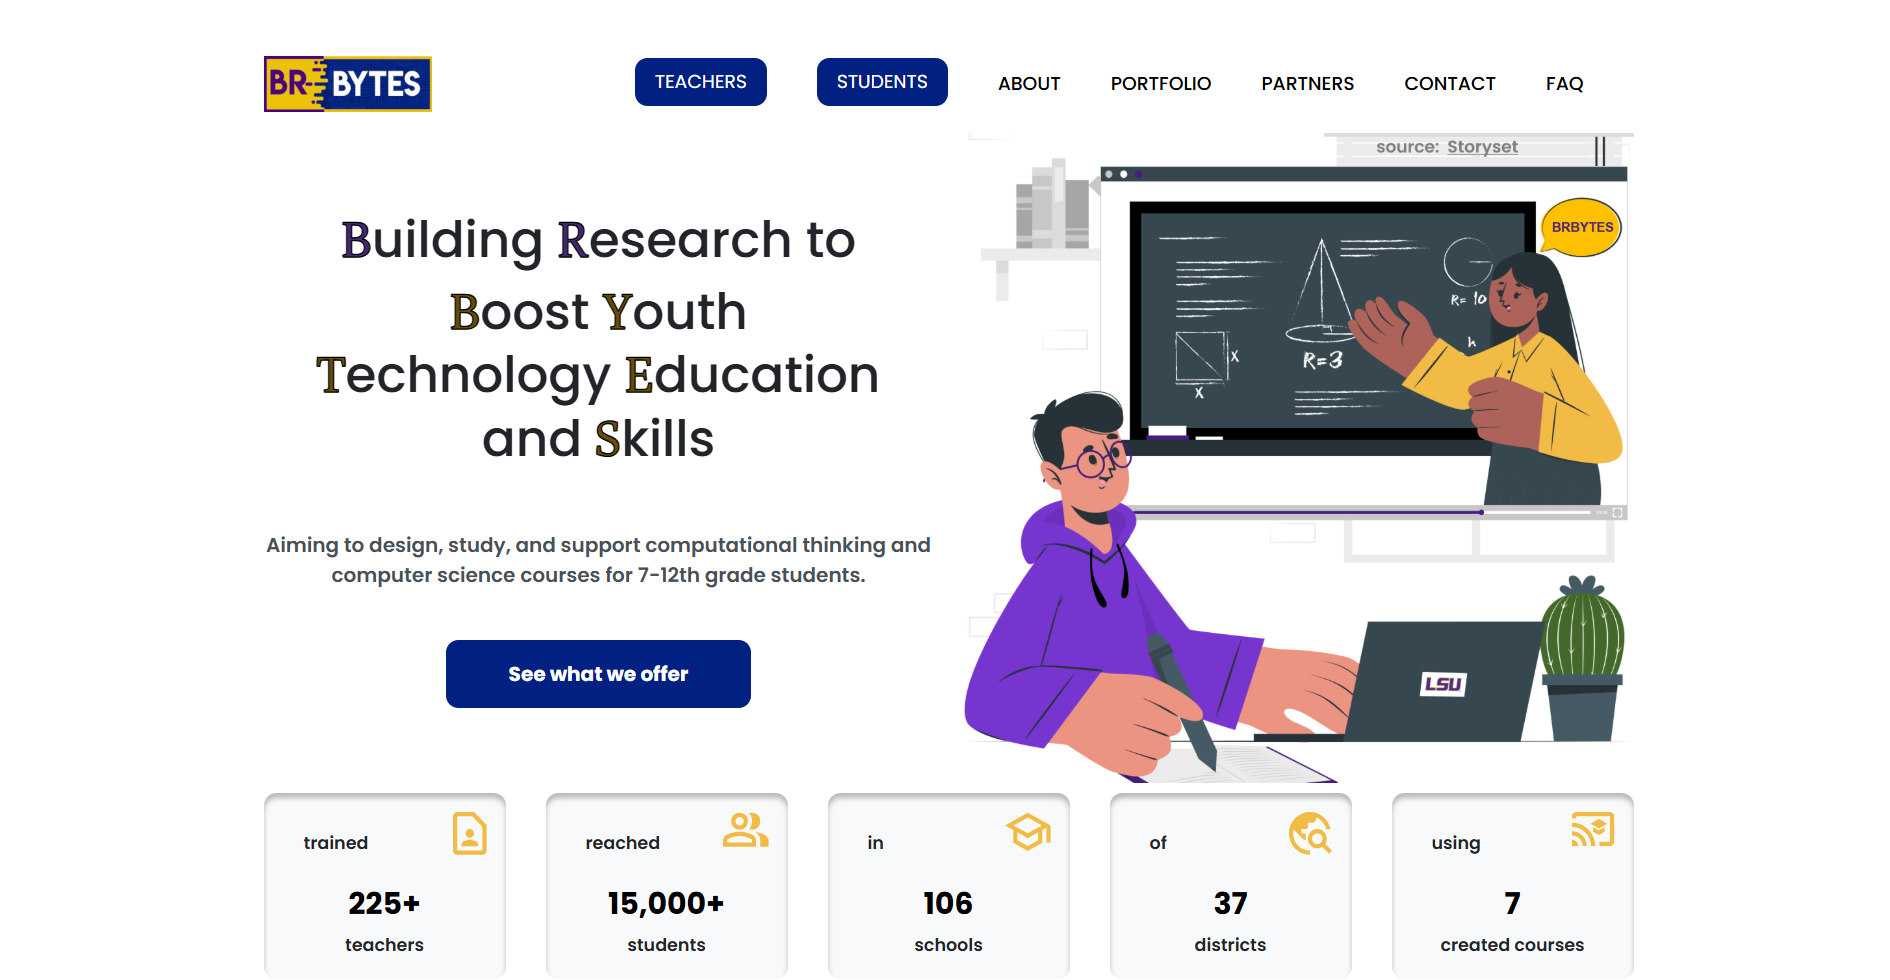 BR BYTES
TEACHERS
STUDENTS
ABOUT
PORTFOLIO
PARTNERS
CONTACT
FAQ
source: Storyset
BRBYTES
R= 10
h
R=3
X
X
LSU
Building Research to
Boost Youth
Technology Education
and Skills
Aiming to design, study, and support computational thinking and
computer science courses for 7-12th grade students.
See what we offer
trained
225+
teachers
reached
15,000+
students
in
106
schools
of
37
districts
using
7
created courses